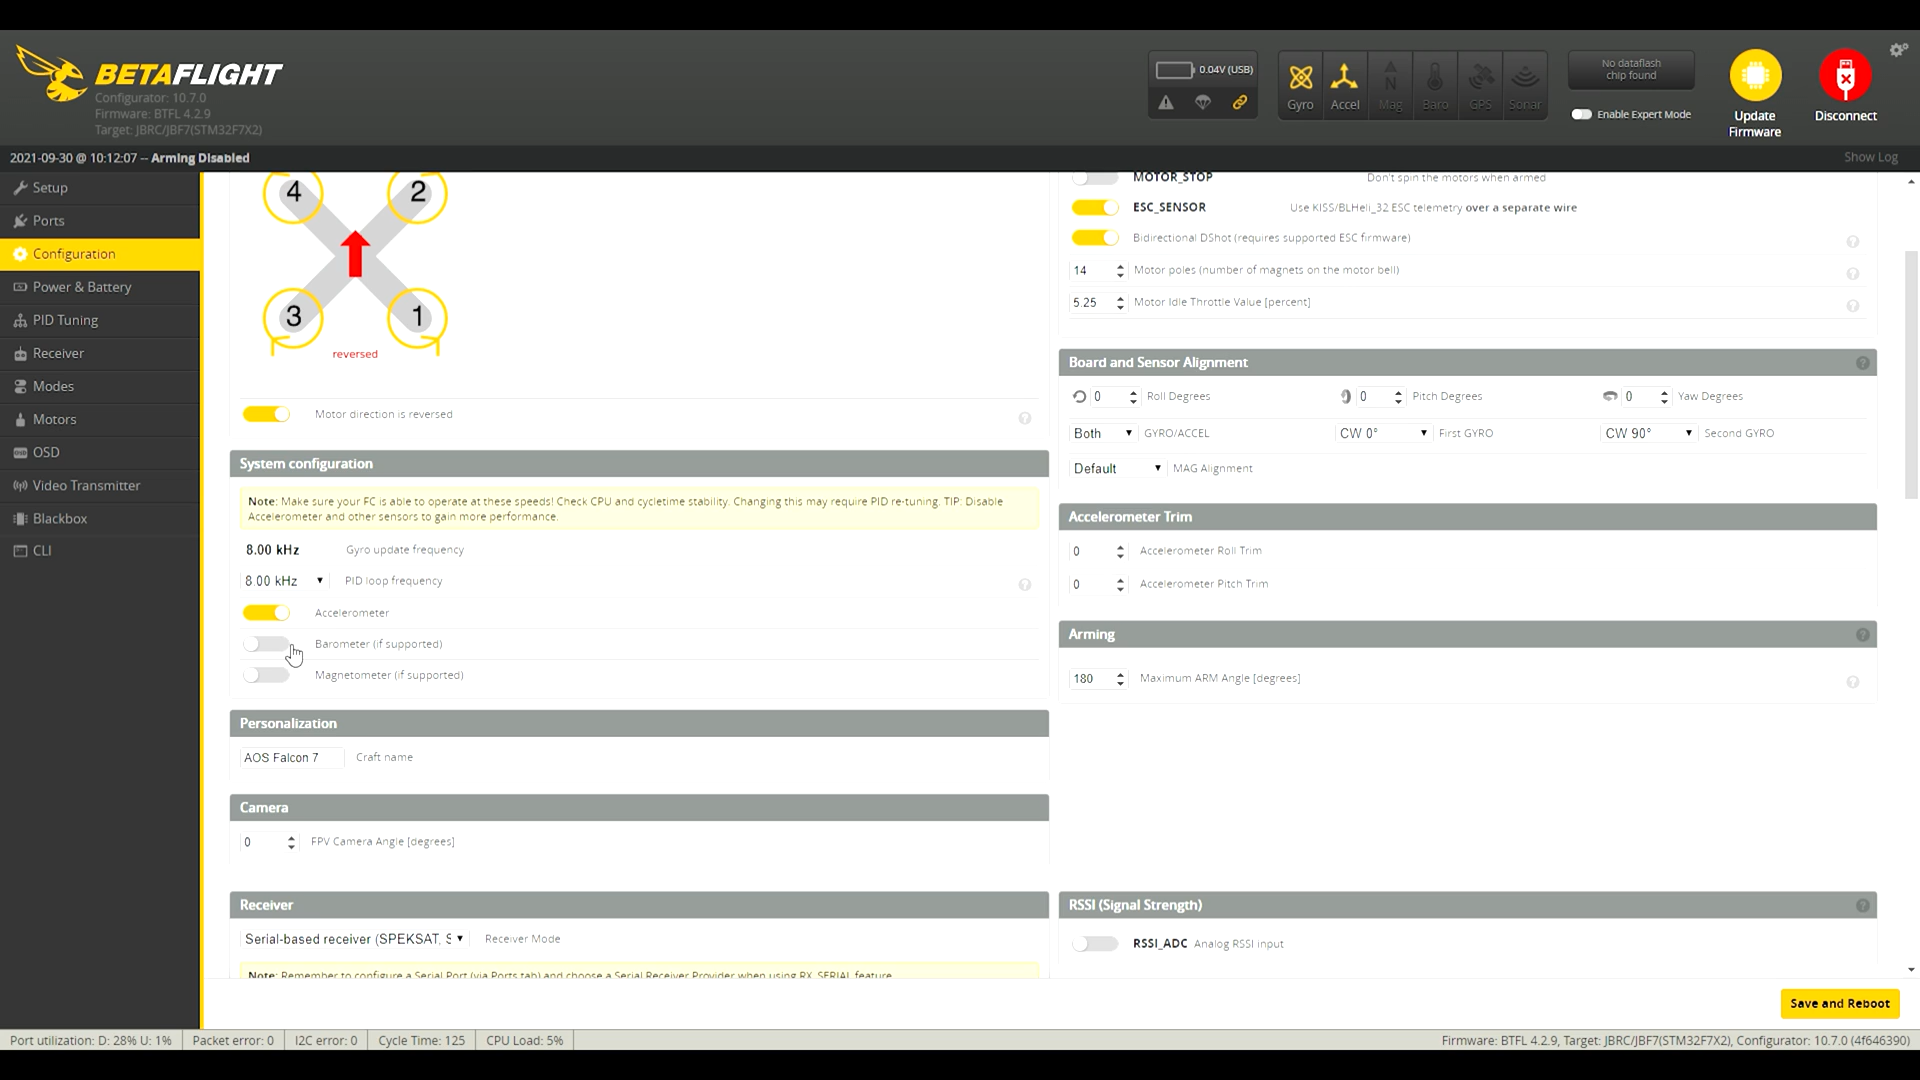 BETAFLIGHT
Configurator: 10.7.0
Firmware: BTFL 4.2.9
Target: JBRC/JBF7(STM32F7X2)
0.04V (USB)
Gyro
Accel
Mag
Baro
GPS
Sonar
No dataflash
chip found
Enable Expert Mode
Update
Firmware
Disconnect
2021-09-30 @ 10:12:07 -- Arming Disabled
Show Log
Setup
Ports
Configuration
Power & Battery
PID Tuning
Receiver
Modes
Motors
OSD
Video Transmitter
Blackbox
CLI
4
2
3
1
reversed
Motor direction is reversed
System configuration
Note: Make sure your FC is able to operate at these speeds! Check CPU and cycletime stability. Changing this may require PID re-tuning. TIP: Disable
Accelerometer and other sensors to gain more performance.
8.00 kHz Gyro update frequency
8.00 kHz PID loop frequency
Accelerometer
Barometer (if supported)
Magnetometer (if supported)
Personalization
AOS Falcon 7 Craft name
Camera
0 FPV Camera Angle [degrees]
Receiver
Serial-based receiver (SPEKSAT, S Receiver Mode
Note: Remember to configure a Serial Port (via Ports tab) and choose a Serial Receiver Provider when using RX_SERIAL feature.
MOTOR_STOP Don't spin the motors when armed
ESC_SENSOR Use KISS/BLHeli_32 ESC telemetry over a separate wire
Bidirectional DShot (requires supported ESC firmware)
14 Motor poles (number of magnets on the motor bell)
5.25 Motor Idle Throttle Value [percent]
Board and Sensor Alignment
0 Roll Degrees 0 Pitch Degrees 0 Yaw Degrees
Both GYRO/ACCEL CW 0° First GYRO CW 90° Second GYRO
Default MAG Alignment
Accelerometer Trim
0 Accelerometer Roll Trim
0 Accelerometer Pitch Trim
Arming
180 Maximum ARM Angle [degrees]
RSSI (Signal Strength)
RSSI_ADC Analog RSSI input
Save and Reboot
Port utilization: D: 28% U: 1% Packet error: 0 I2C error: 0 Cycle Time: 125 CPU Load: 5% Firmware: BTFL 4.2.9, Target: JBRC/JBF7(STM32F7X2), Configurator: 10.7.0 (4f646390)